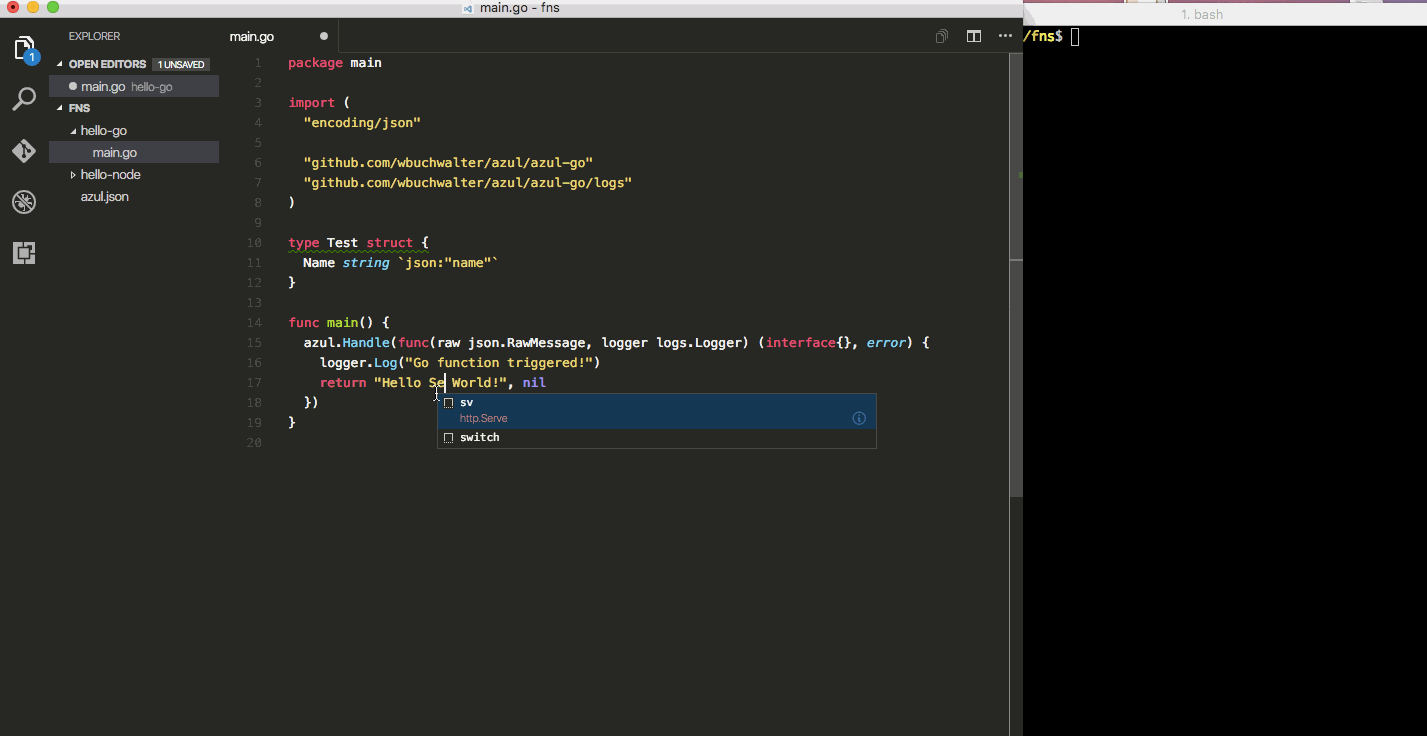 main.go - fns
1. bash
EXPLORER
OPEN EDITORS 1 UNSAVED
main.go hello-go
FNS
hello-go
main.go
hello-node
azul.json
1
main.go
1 package main
2
3 import (
4 "encoding/json"
5
6 "github.com/wbuchwalter/azul/azul-go"
7 "github.com/wbuchwalter/azul/azul-go/logs"
8 )
9
10 type Test struct {
11 Name string `json:"name"`
12 }
13
14 func main() {
15 azul.Handle(func(raw json.RawMessage, logger logs.Logger) (interface{}, error) {
16 logger.Log("Go function triggered!")
17 return "Hello Se World!", nil
18 })
19 }
20
sv
http.Serve
switch
/fns$